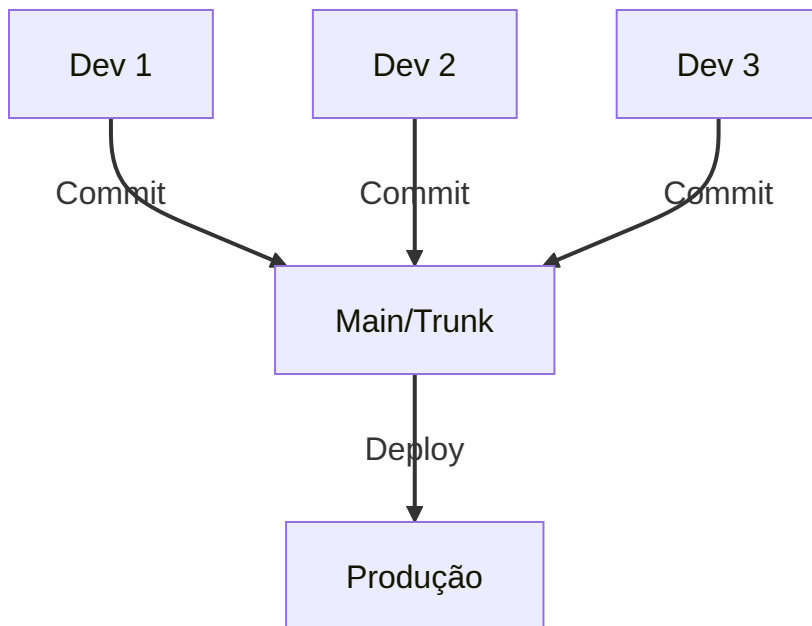 Dev 1
Dev 2
Dev 3
Commit
Commit
Commit
Main/Trunk
Deploy
Produção